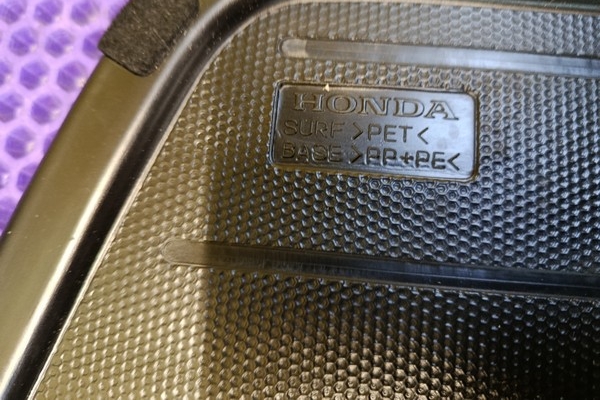 HONDA
SURF >PET<
BASE >PP+PE<